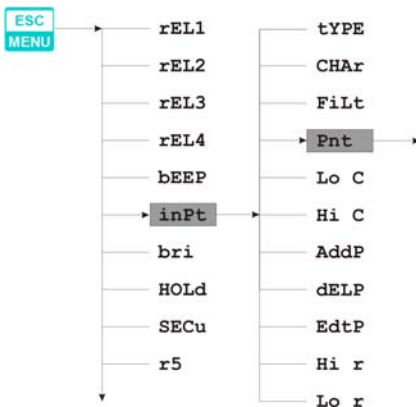 ESC
MENU
rEL1
rEL2
rEL3
rEL4
bEEP
inPt
bri
HOLd
SECu
r5
tYPE
CHAr
FiLt
Pnt
Lo C
Hi C
AddP
dELP
EdtP
Hi r
Lo r